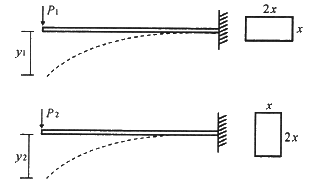 P₁
2x
x
y₁
P₂
x
2x
y₂